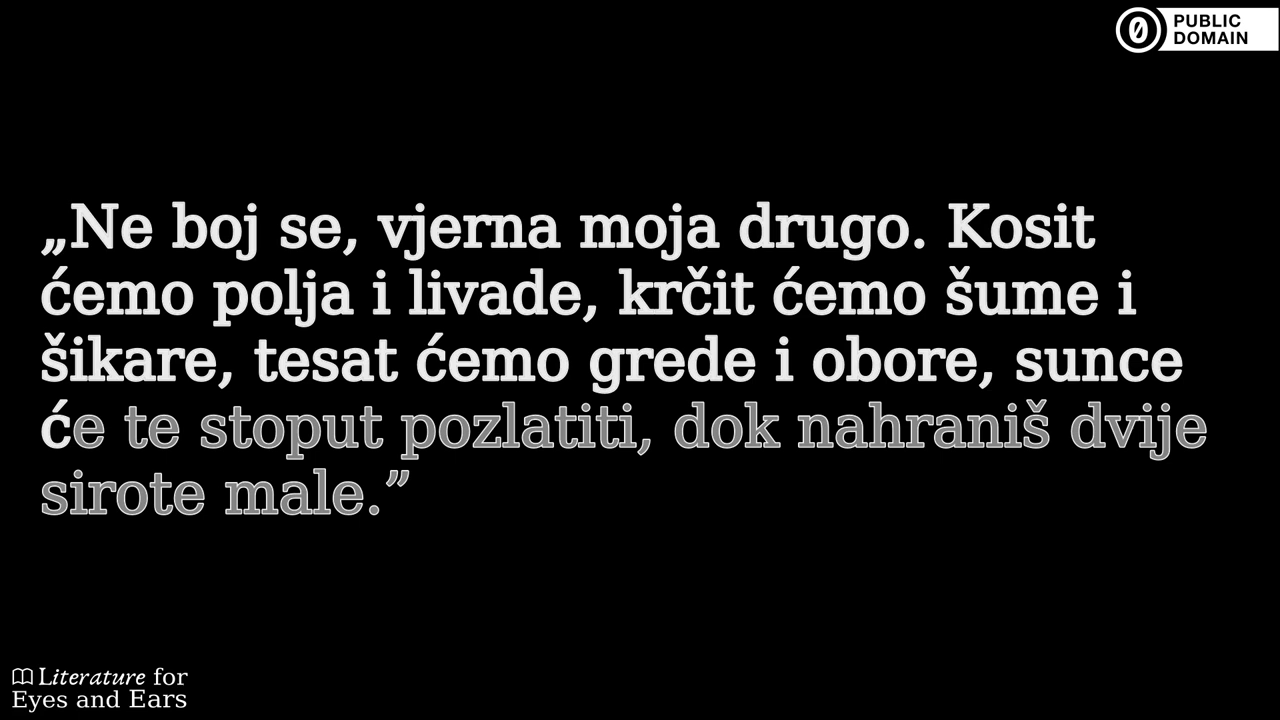 PUBLIC
DOMAIN
„Ne boj se, vjerna moja drugo. Kosit
ćemo polja i livade, krčit ćemo šume i
šikare, tesat ćemo grede i obore, sunce
će te stoput pozlatiti, dok nahraniš dvije
sirote male.”
Literature for
Eyes and Ears